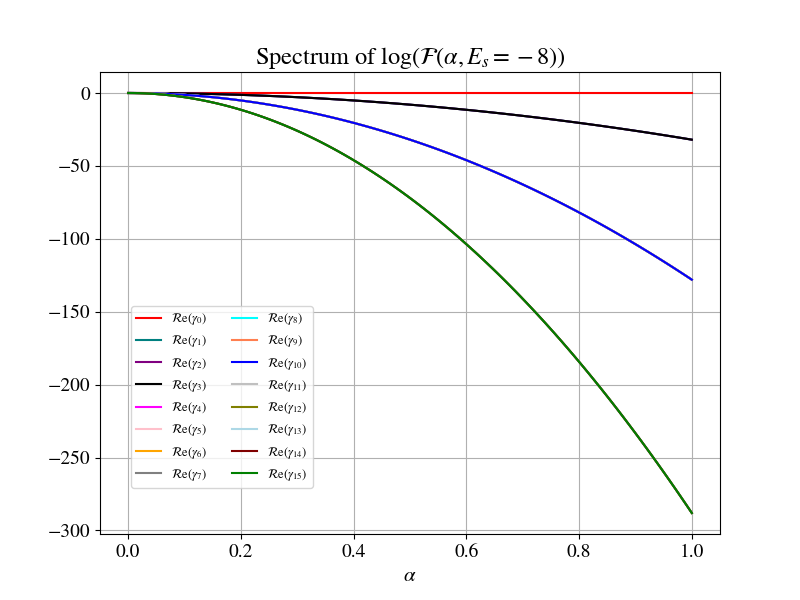 Spectrum of log(ℱ(α, E_s = −8))
0
−50
−100
−150
−200
−250
−300
ℛe(γ₀) ℛe(γ₈)
ℛe(γ₁) ℛe(γ₉)
ℛe(γ₂) ℛe(γ₁₀)
ℛe(γ₃) ℛe(γ₁₁)
ℛe(γ₄) ℛe(γ₁₂)
ℛe(γ₅) ℛe(γ₁₃)
ℛe(γ₆) ℛe(γ₁₄)
ℛe(γ₇) ℛe(γ₁₅)
0.0 0.2 0.4 0.6 0.8 1.0
α